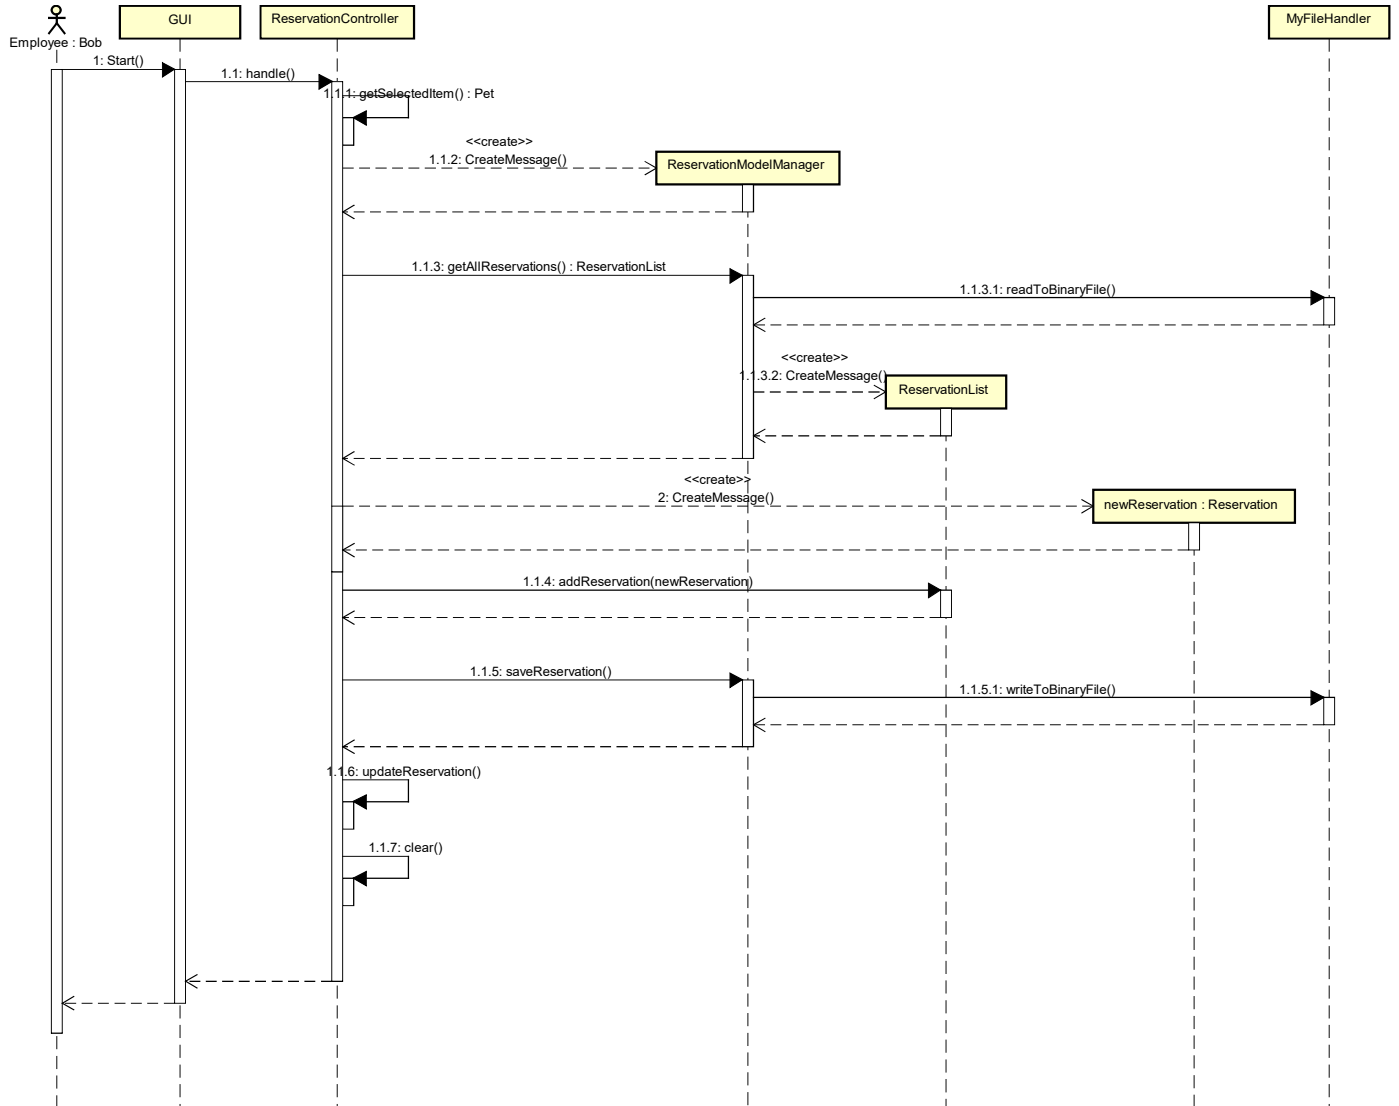 Employee : Bob
GUI
ReservationController
MyFileHandler
1: Start()
1.1: handle()
1.1.1: getSelectedItem() : Pet
<<create>>
1.1.2: CreateMessage()
ReservationModelManager
1.1.3: getAllReservations() : ReservationList
1.1.3.1: readToBinaryFile()
<<create>>
1.1.3.2: CreateMessage()
ReservationList
<<create>>
2: CreateMessage()
newReservation : Reservation
1.1.4: addReservation(newReservation)
1.1.5: saveReservation()
1.1.5.1: writeToBinaryFile()
1.1.6: updateReservation()
1.1.7: clear()